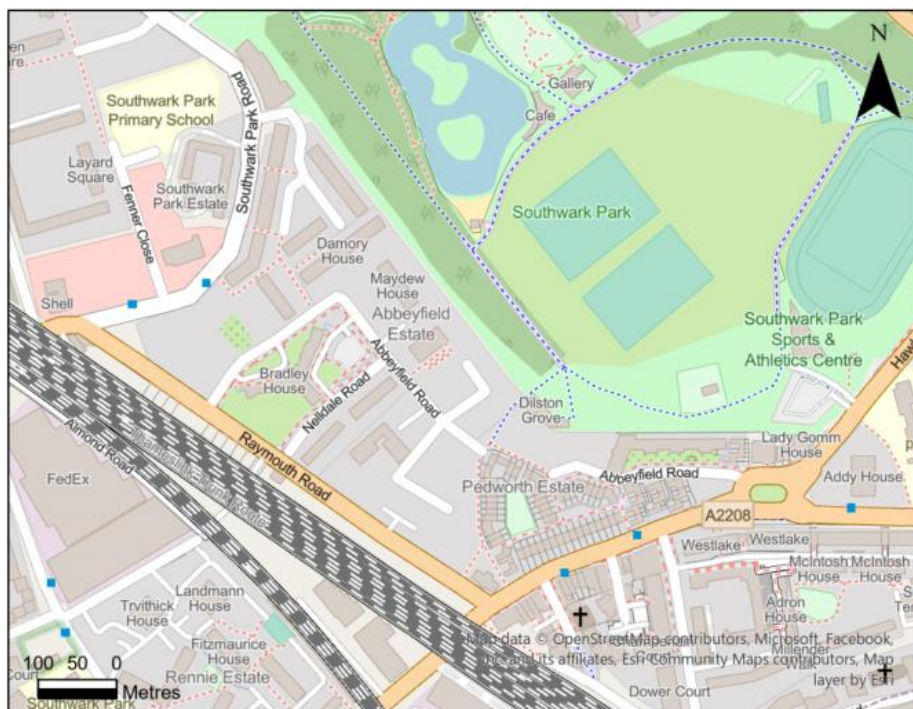 N
Southwark Park Road
Southwark Park
Primary School
Gallery
Cafe
Layard
Square
Fenner Close
Southwark
Park Estate
Southwark Park
Damory
House
Maydew
House
Abbeyfield
Estate
Shell
Southwark Park
Sports &
Athletics Centre
Bradley
House
Nelldale Road
Abbeyfield Road
Dilston
Grove
Raymouth Road
Almond Road
FedEx
Lady Gomm
House
Abbeyfield Road
Addy House
Pedworth Estate
A2208
Westlake
Westlake
McIntosh
House
McIntosh
House
Landmann
House
Trvithick
House
Adron
House
Fitzmaurice
House
Rennie Estate
Millender
Dower Court
Court
Southwark Park
100 50 0
Metres
Map data © OpenStreetMap contributors, Microsoft, Facebook,
Inc. and its affiliates, Esri Community Maps contributors, Map
layer by Esri